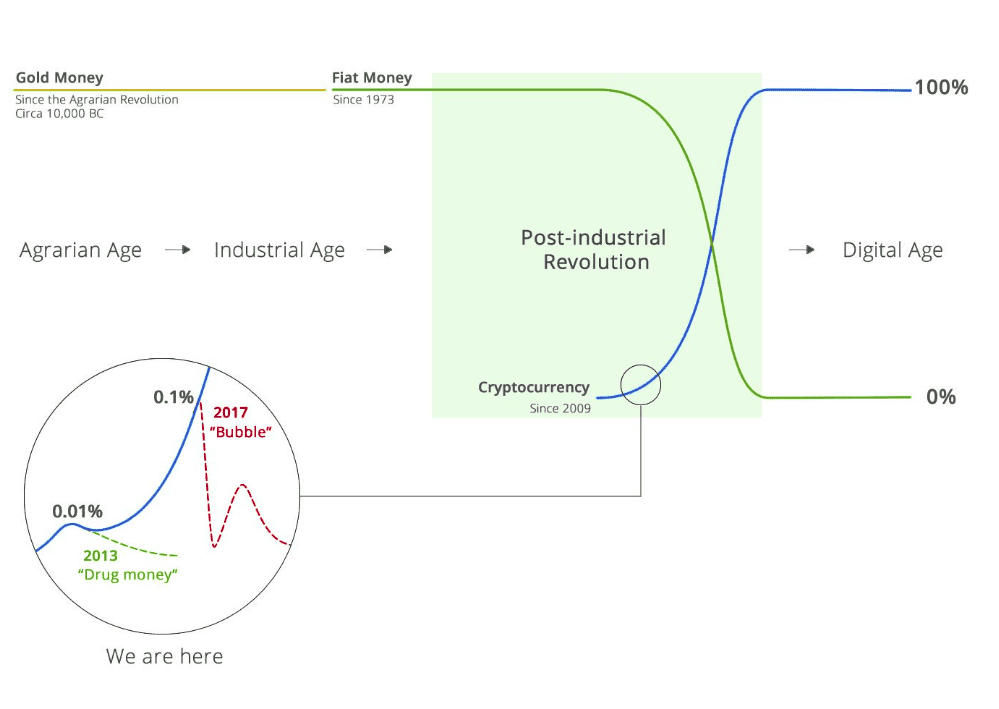 Gold Money
Since the Agrarian Revolution
Circa 10,000 BC
Fiat Money
Since 1973
100%
Agrarian Age
Industrial Age
Post-industrial
Revolution
Digital Age
Cryptocurrency
Since 2009
0%
0.1%
2017
“Bubble”
0.01%
2013
“Drug money”
We are here